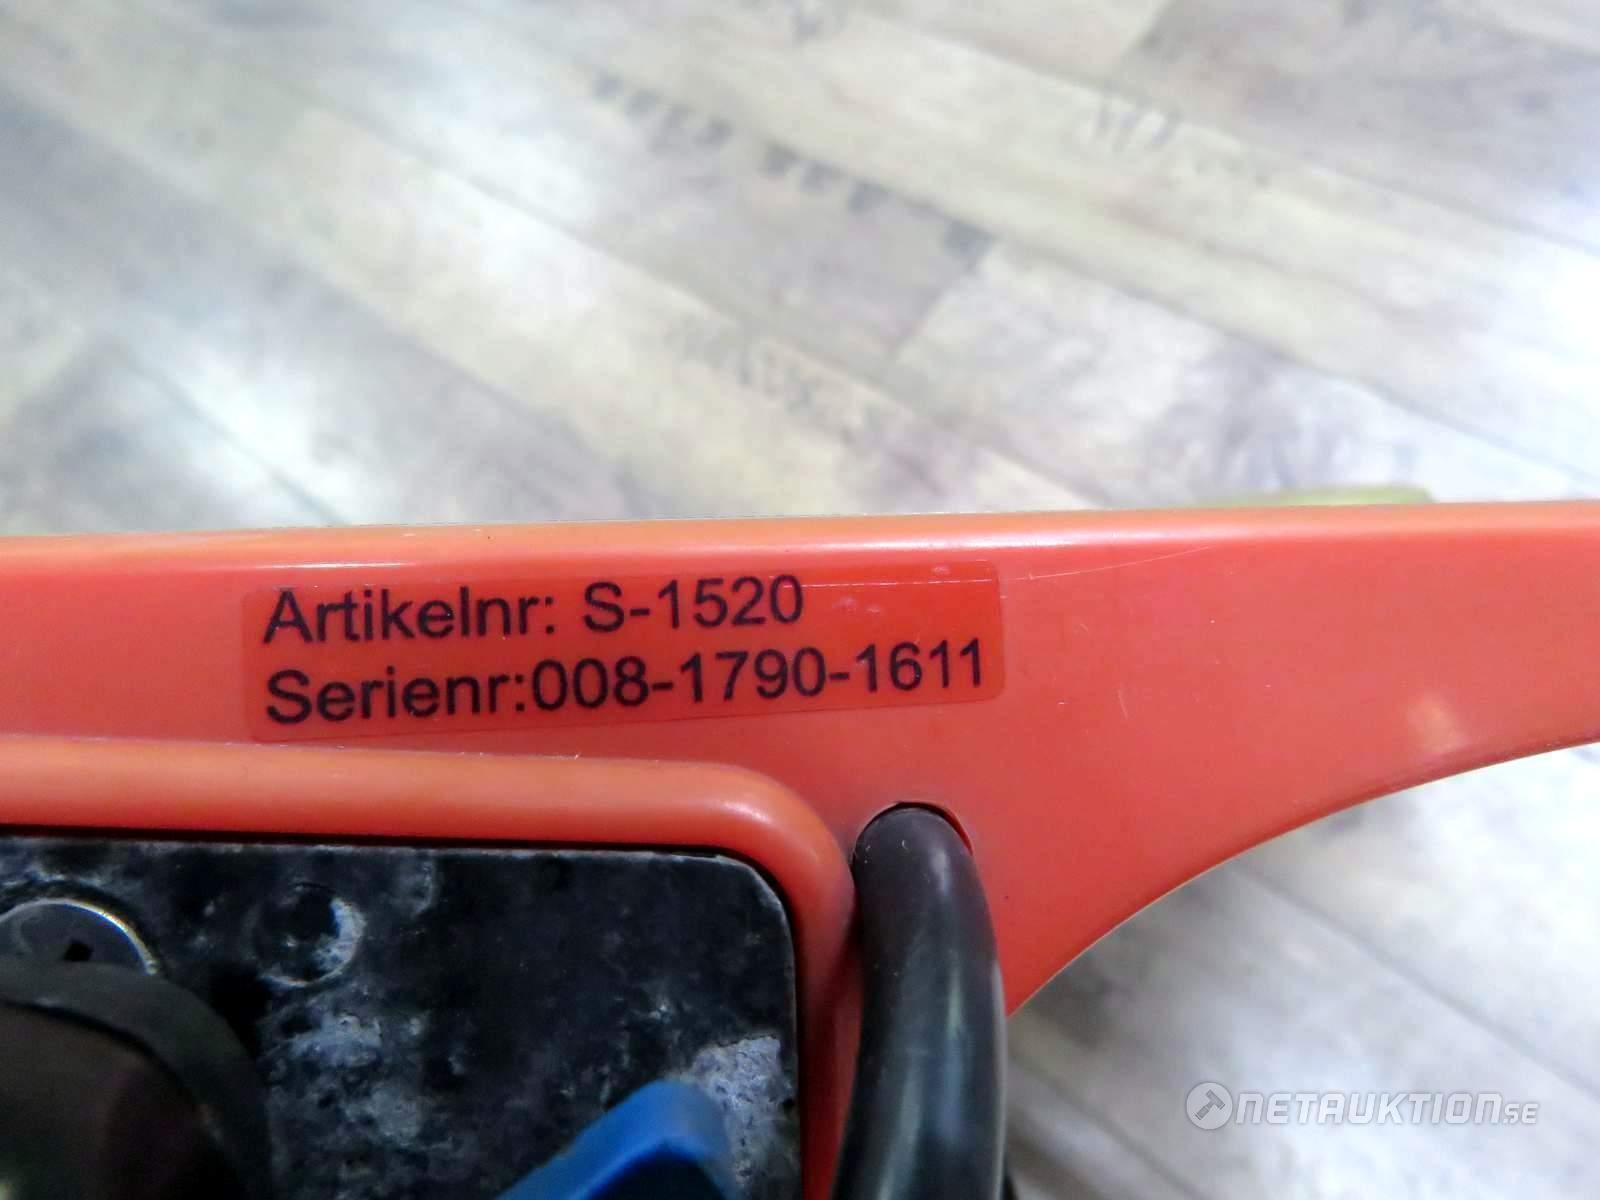 Artikelnr: S-1520
Serienr:008-1790-1611
NETAUKTION.SE